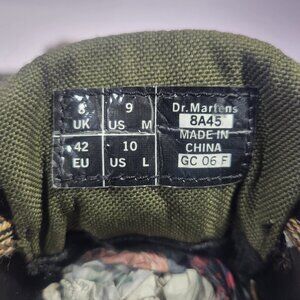 8 9 Dr. Martens
UK US M 8A45
MADE IN
42 10 CHINA
EU US L GC 06 F